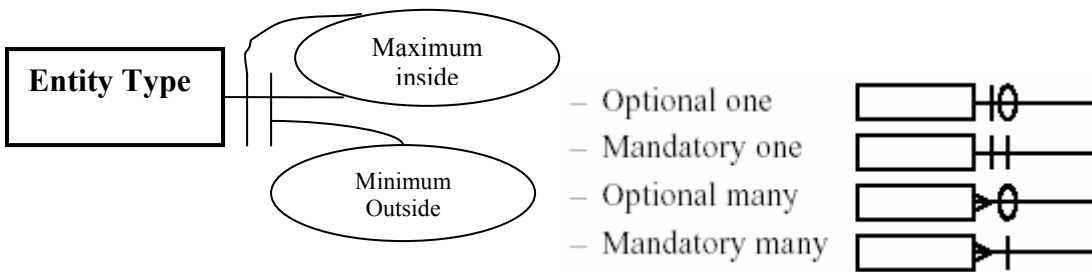 Entity Type
Maximum
inside
Minimum
Outside
– Optional one
– Mandatory one
– Optional many
– Mandatory many